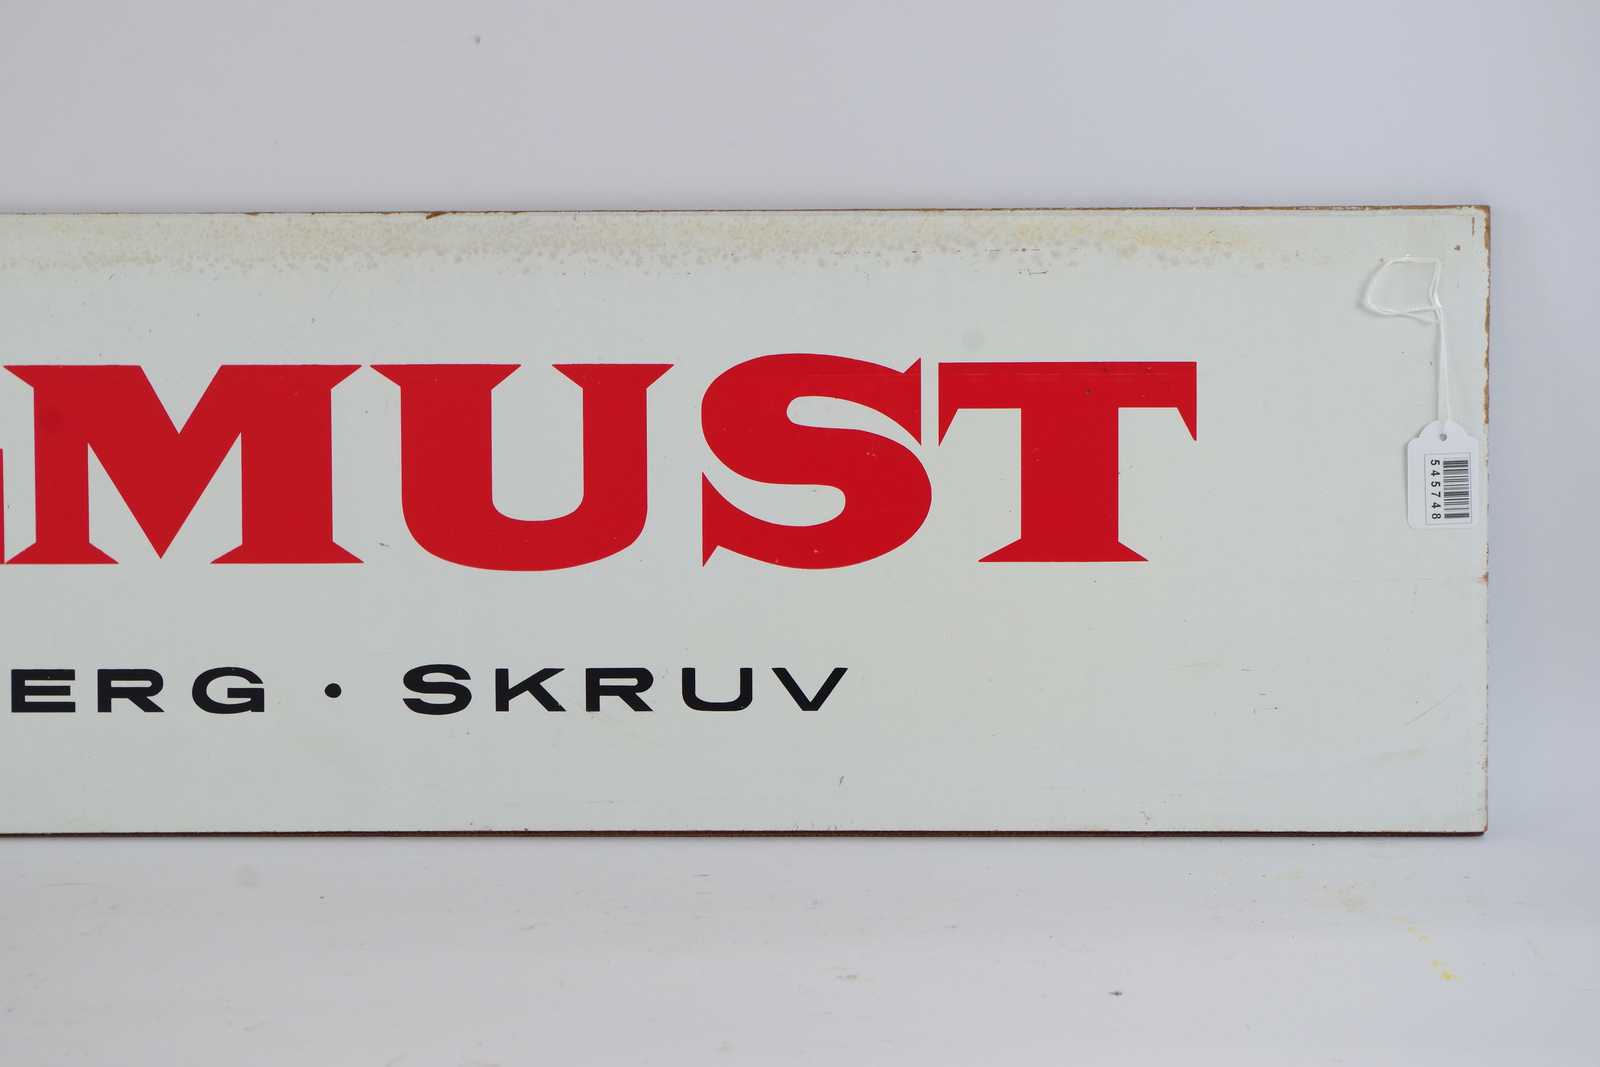 MUST
ERG · SKRUV
545748